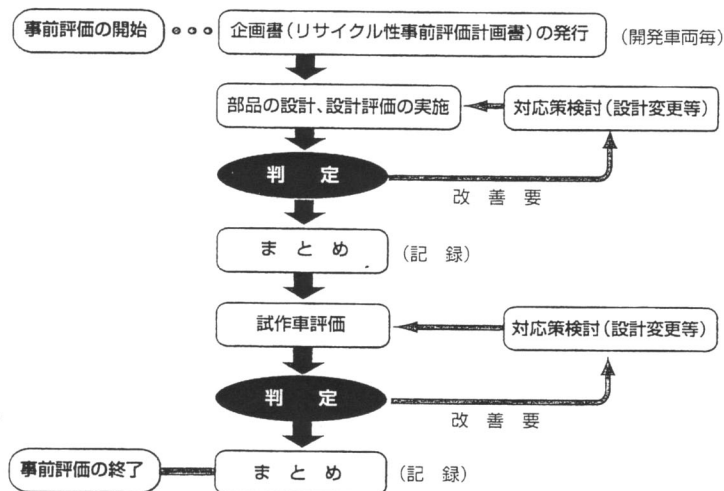 事前評価の開始
企画書(リサイクル性事前評価計画書)の発行
(開発車両毎)
部品の設計、設計評価の実施
対応策検討(設計変更等)
判 定
改 善 要
ま と め
(記 録)
試作車評価
対応策検討(設計変更等)
判 定
改 善 要
事前評価の終了
ま と め
(記 録)